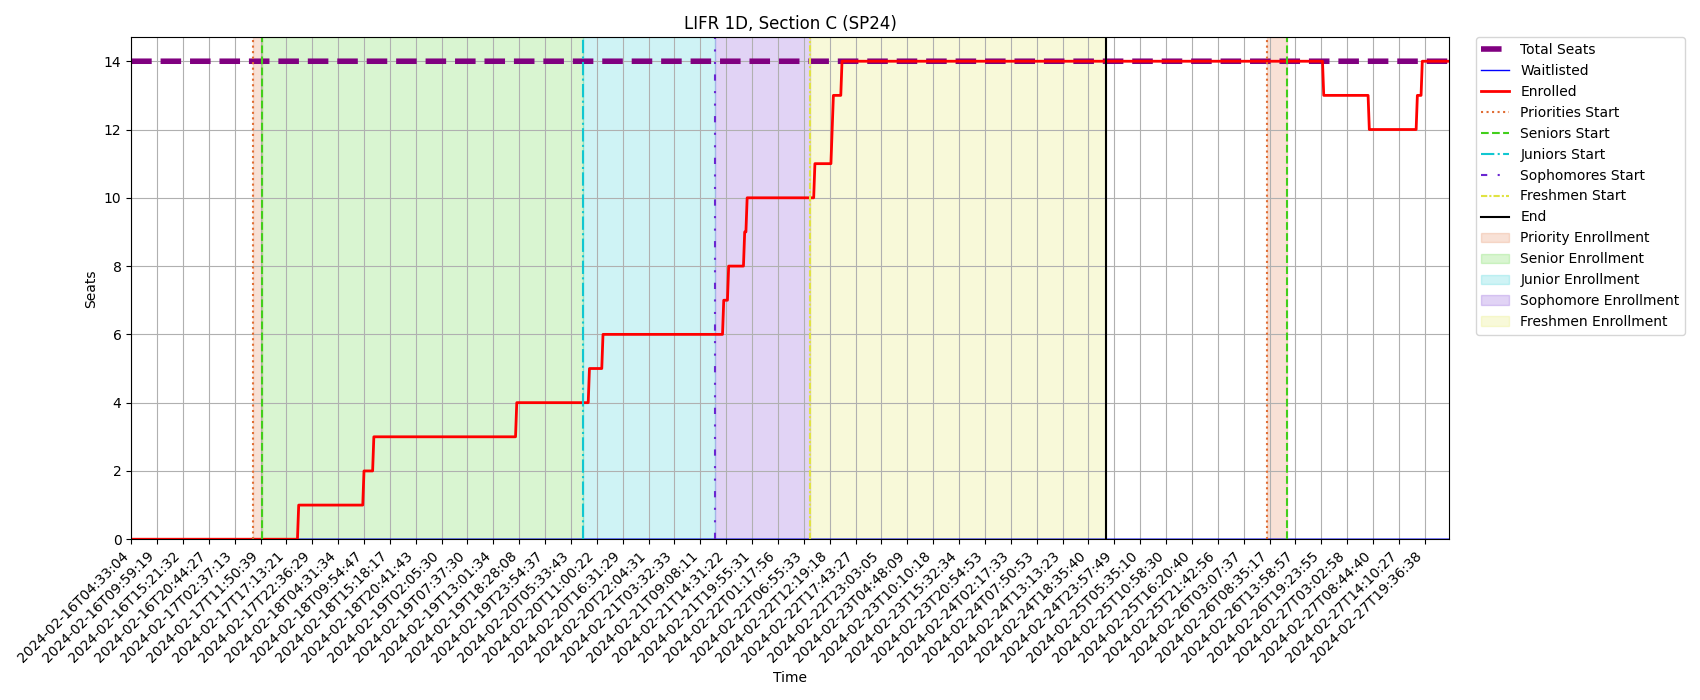 LIFR 1D, Section C (SP24)
Seats
14
12
10
8
6
4
2
0
2024-02-16T04:33:04
2024-02-16T09:59:19
2024-02-16T15:21:32
2024-02-16T20:44:27
2024-02-17T02:37:13
2024-02-17T11:50:39
2024-02-17T17:13:21
2024-02-17T22:36:29
2024-02-18T04:31:34
2024-02-18T09:54:47
2024-02-18T15:18:17
2024-02-18T20:41:43
2024-02-19T02:05:30
2024-02-19T07:37:30
2024-02-19T13:01:34
2024-02-19T18:28:08
2024-02-19T23:54:37
2024-02-20T05:33:43
2024-02-20T11:00:22
2024-02-20T16:31:29
2024-02-20T22:04:31
2024-02-21T03:32:33
2024-02-21T09:08:11
2024-02-21T14:31:22
2024-02-21T19:55:31
2024-02-22T01:17:56
2024-02-22T06:55:33
2024-02-22T12:19:18
2024-02-22T17:43:27
2024-02-22T23:03:05
2024-02-23T04:48:09
2024-02-23T10:10:18
2024-02-23T15:32:34
2024-02-23T20:54:53
2024-02-24T02:17:33
2024-02-24T07:50:53
2024-02-24T13:13:23
2024-02-24T18:35:40
2024-02-24T23:57:49
2024-02-25T05:35:10
2024-02-25T10:58:30
2024-02-25T16:20:40
2024-02-25T21:42:56
2024-02-26T03:07:37
2024-02-26T08:35:17
2024-02-26T13:58:57
2024-02-26T19:23:55
2024-02-27T03:02:58
2024-02-27T08:44:40
2024-02-27T14:10:27
2024-02-27T19:36:38
Time
Total Seats
Waitlisted
Enrolled
Priorities Start
Seniors Start
Juniors Start
Sophomores Start
Freshmen Start
End
Priority Enrollment
Senior Enrollment
Junior Enrollment
Sophomore Enrollment
Freshmen Enrollment